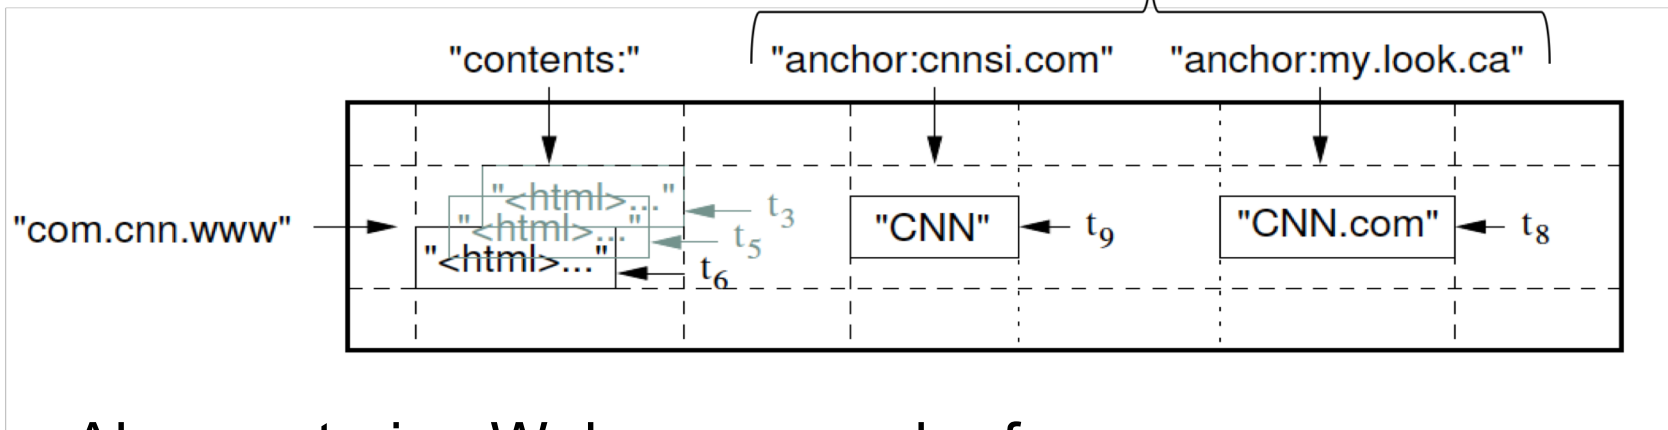 "contents:" "anchor:cnnsi.com" "anchor:my.look.ca"
"<html>..." t3
"com.cnn.www" "<html>..." t5 "CNN" t9 "CNN.com" t8
"<html>..." t6